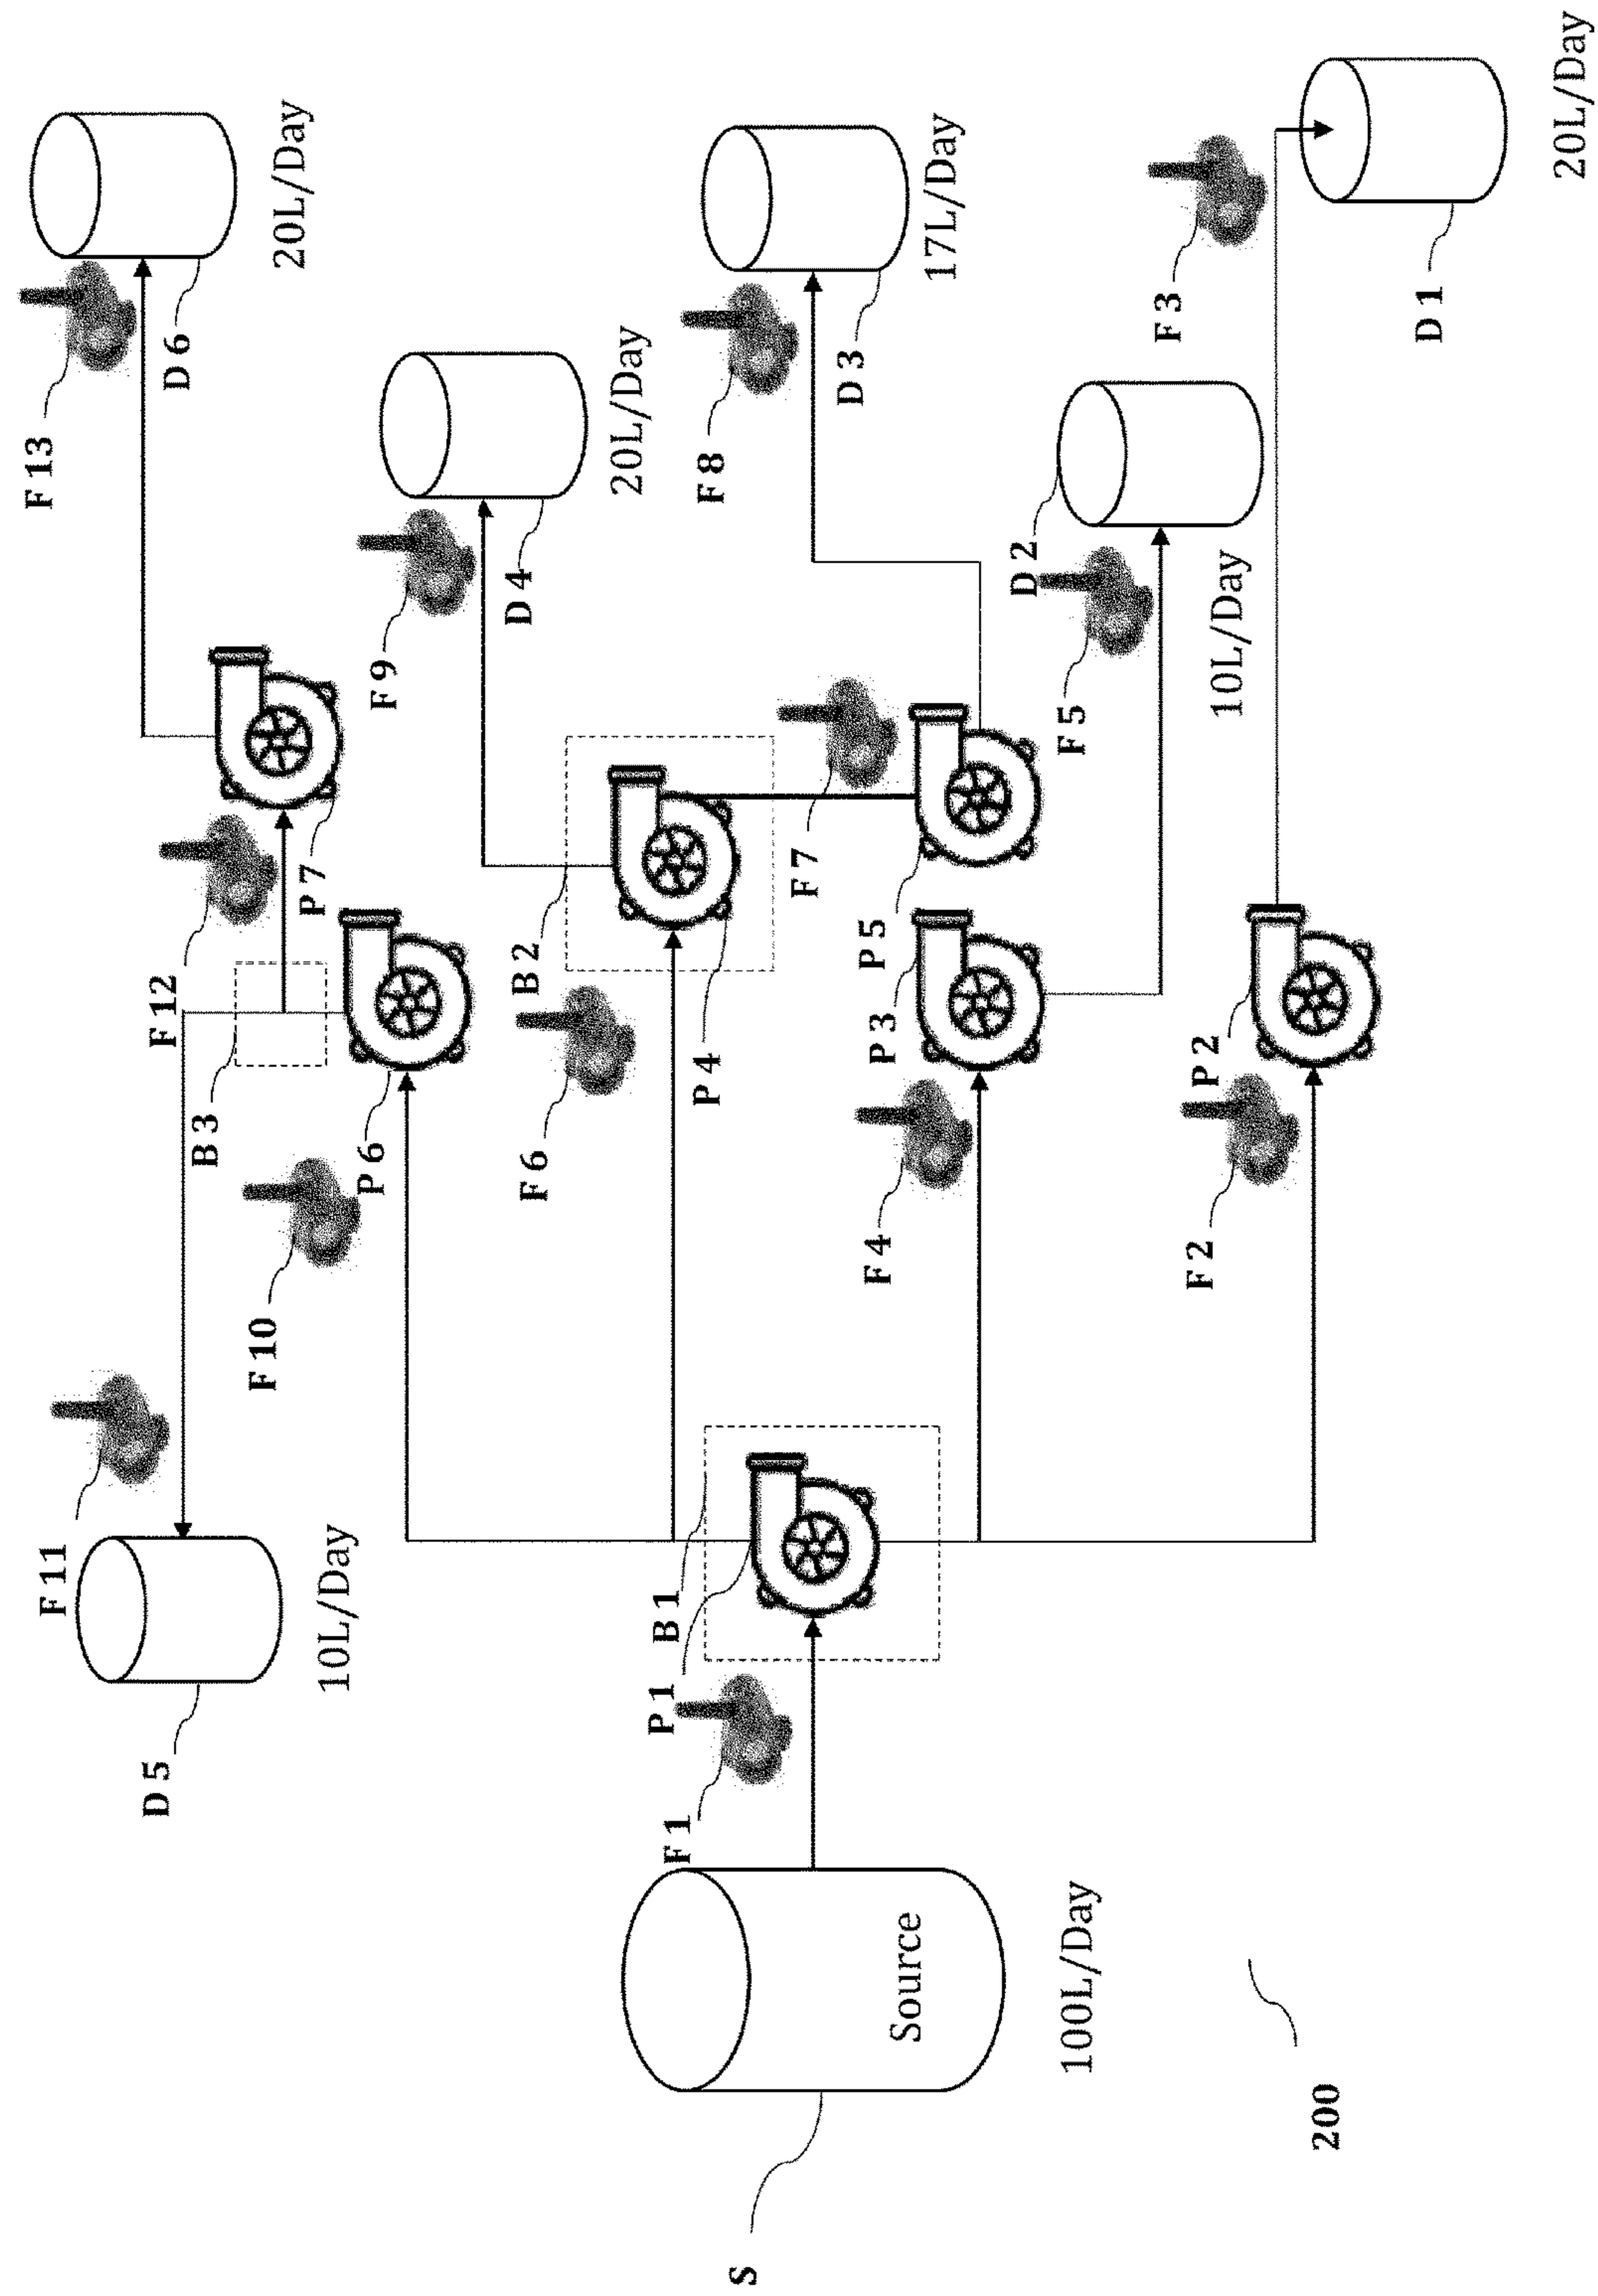 F 13
D 6
20L/Day
F 12
P 7
B 3
F 11
D 5
10L/Day
F 10
P 6
F 9
D 4
20L/Day
B 2
F 6
P 4
F 8
D 3
17L/Day
F 7
P 5
P 3
F 4
D 2
F 5
10L/Day
F 3
D 1
20L/Day
P 2
F 2
B 1
P 1
F 1
Source
100L/Day
S
200